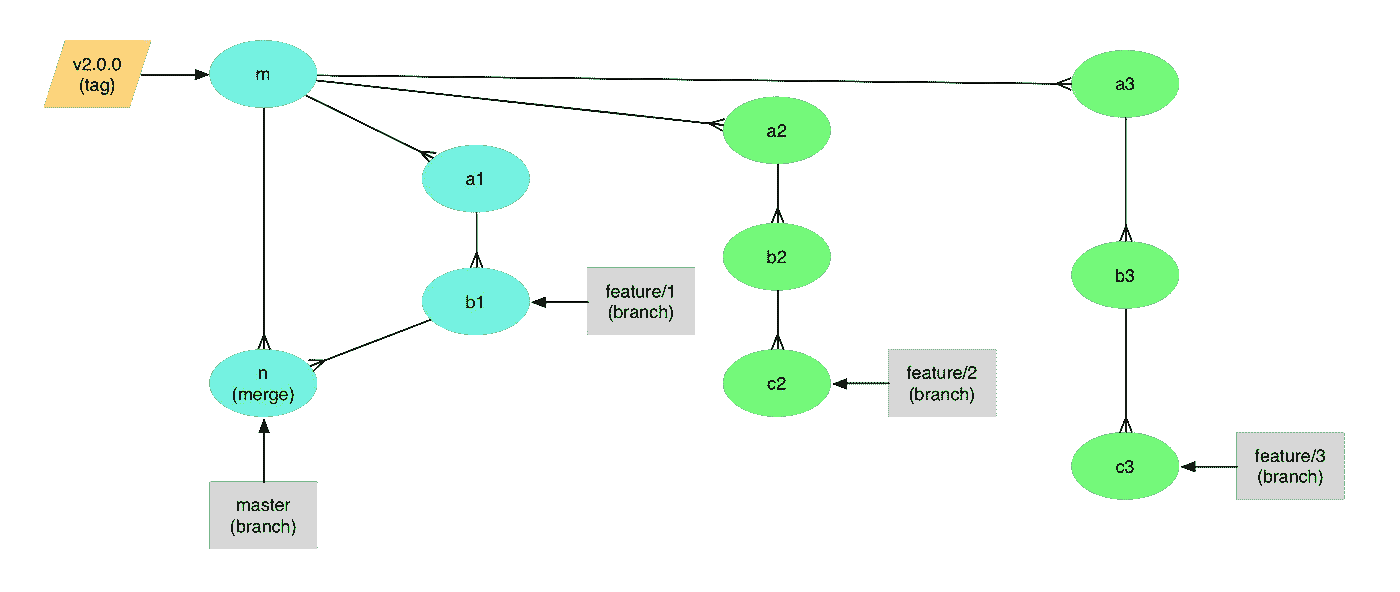 v2.0.0
(tag)
m
a3
a2
a1
b2
b3
b1
feature/1
(branch)
n
(merge)
c2
feature/2
(branch)
c3
feature/3
(branch)
master
(branch)